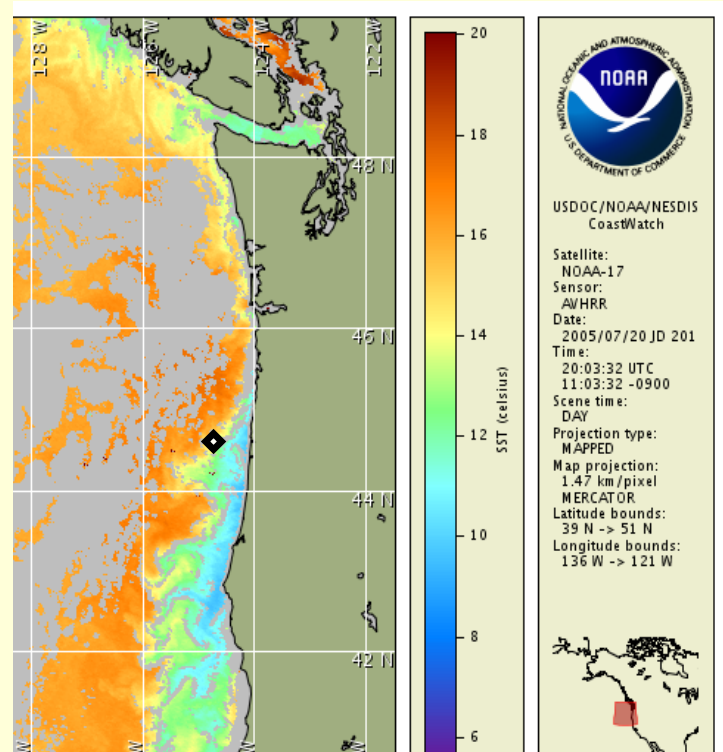 128 W
126 W
124 W
122 W
48 N
46 N
44 N
42 N
W
W
W
W
20
18
16
14
12
10
8
6
SST (celsius)
NATIONAL OCEANIC AND ATMOSPHERIC ADMINISTRATION
NOAA
U.S. DEPARTMENT OF COMMERCE
USDOC/NOAA/NESDIS
CoastWatch
Satellite:
NOAA-17
Sensor:
AVHRR
Date:
2005/07/20 JD 201
Time:
20:03:32 UTC
11:03:32 -0900
Scene time:
DAY
Projection type:
MAPPED
Map projection:
1.47 km/pixel
MERCATOR
Latitude bounds:
39 N -> 51 N
Longitude bounds:
136 W -> 121 W